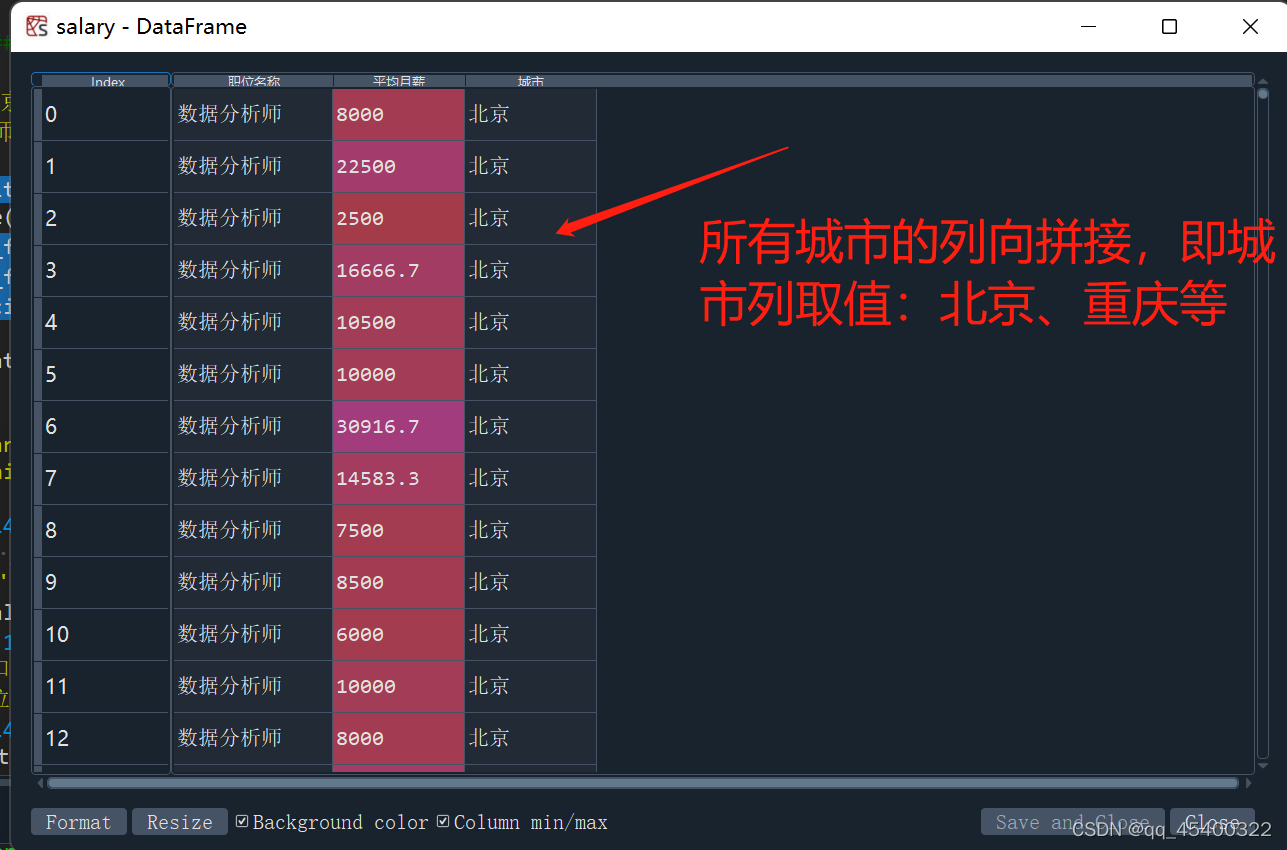 salary - DataFrame
Index 职位名称 平均月薪 城市
0 数据分析师 8000 北京
1 数据分析师 22500 北京
2 数据分析师 2500 北京
3 数据分析师 16666.7 北京
4 数据分析师 10500 北京
5 数据分析师 10000 北京
6 数据分析师 30916.7 北京
7 数据分析师 14583.3 北京
8 数据分析师 7500 北京
9 数据分析师 8500 北京
10 数据分析师 6000 北京
11 数据分析师 10000 北京
12 数据分析师 8000 北京
所有城市的列向拼接，即城
市列取值：北京、重庆等
Format Resize Background color Column min/max Save and Close Close
CSDN @qq_45400322